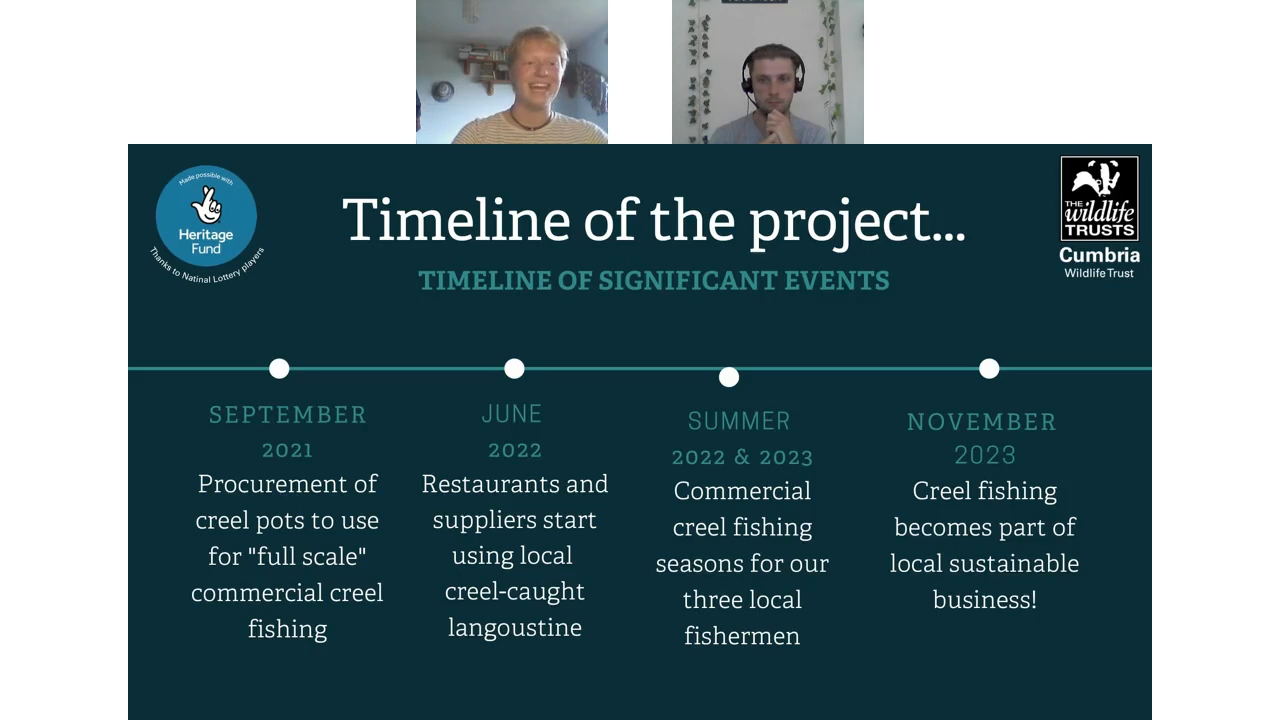 Made possible with
Heritage
Fund
Thanks to Natinal Lottery players
Timeline of the project...
TIMELINE OF SIGNIFICANT EVENTS
THE
wildlife
TRUSTS
Cumbria
Wildlife Trust
SEPTEMBER
2021
Procurement of
creel pots to use
for "full scale"
commercial creel
fishing
JUNE
2022
Restaurants and
suppliers start
using local
creel-caught
langoustine
SUMMER
2022 & 2023
Commercial
creel fishing
seasons for our
three local
fishermen
NOVEMBER
2023
Creel fishing
becomes part of
local sustainable
business!